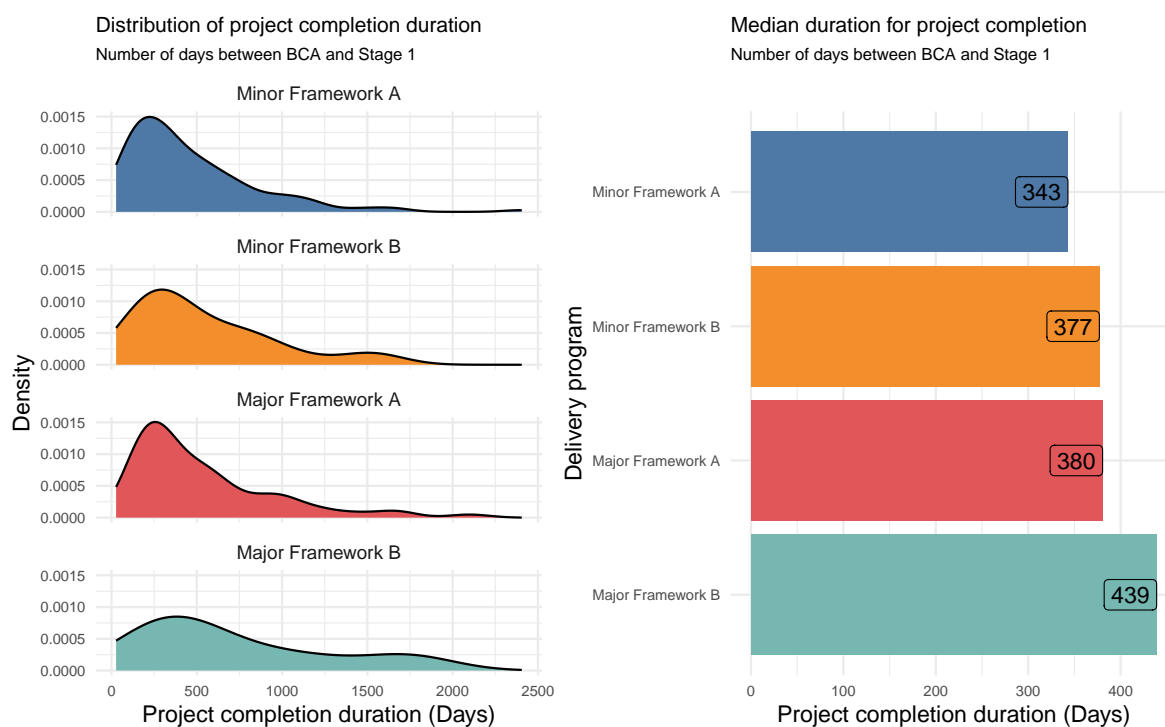 Distribution of project completion duration
Number of days between BCA and Stage 1
Minor Framework A
0.0015
0.0010
0.0005
0.0000
Minor Framework B
0.0015
0.0010
0.0005
0.0000
Major Framework A
0.0015
0.0010
0.0005
0.0000
Major Framework B
0.0015
0.0010
0.0005
0.0000
Density
0 500 1000 1500 2000 2500
Project completion duration (Days)
Median duration for project completion
Number of days between BCA and Stage 1
Delivery program
Minor Framework A 343
Minor Framework B 377
Major Framework A 380
Major Framework B 439
0 100 200 300 400
Project completion duration (Days)